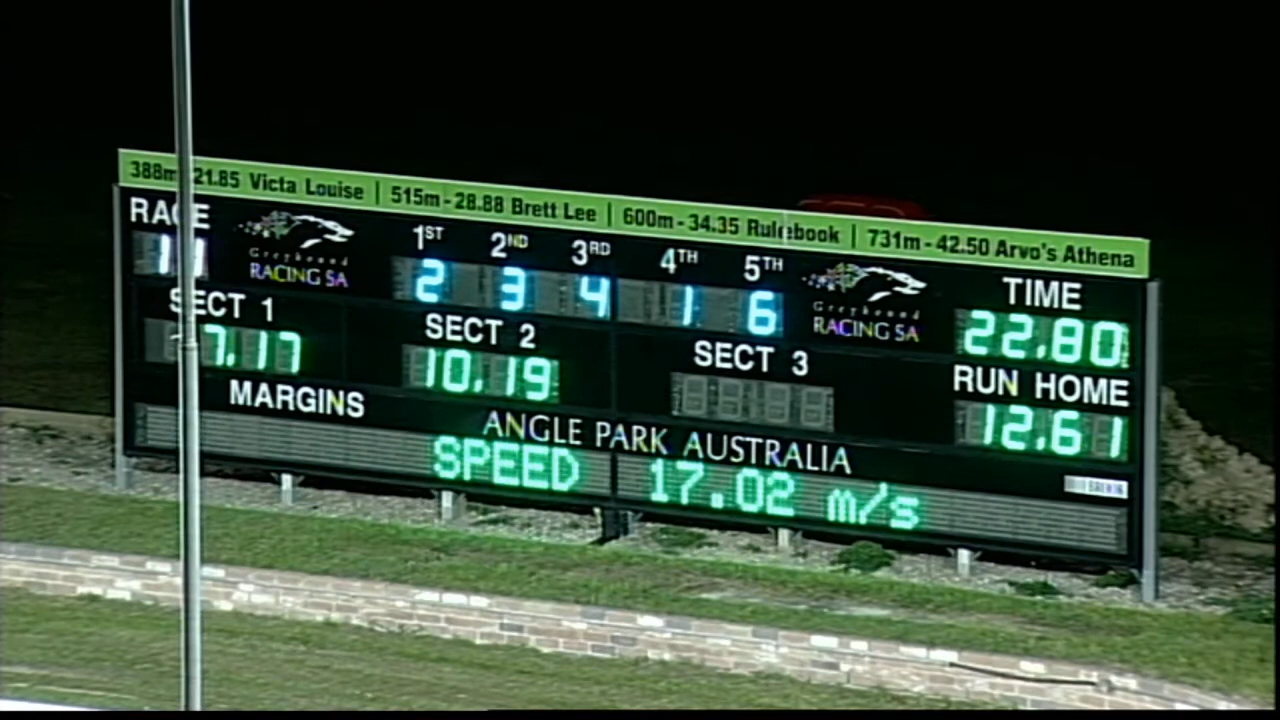 388m-21.85 Victa Louise | 515m-28.88 Brett Lee | 600m-34.35 Rulebook | 731m-42.50 Arvo's Athena
RACE 1ST 2ND 3RD 4TH 5TH TIME
11 Greyhound RACING SA 2 3 4 1 6 Greyhound RACING SA 22.80
SECT 1 SECT 2 SECT 3 RUN HOME
7.17 10.19 12.61
MARGINS
ANGLE PARK AUSTRALIA
SPEED 17.02 m/s